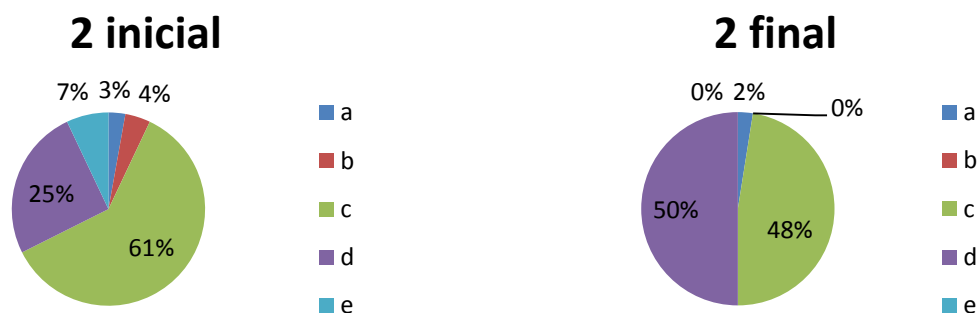 2 inicial
7% 3% 4%
25%
61%
a
b
c
d
e
2 final
0% 2% 0%
50%
48%
a
b
c
d
e